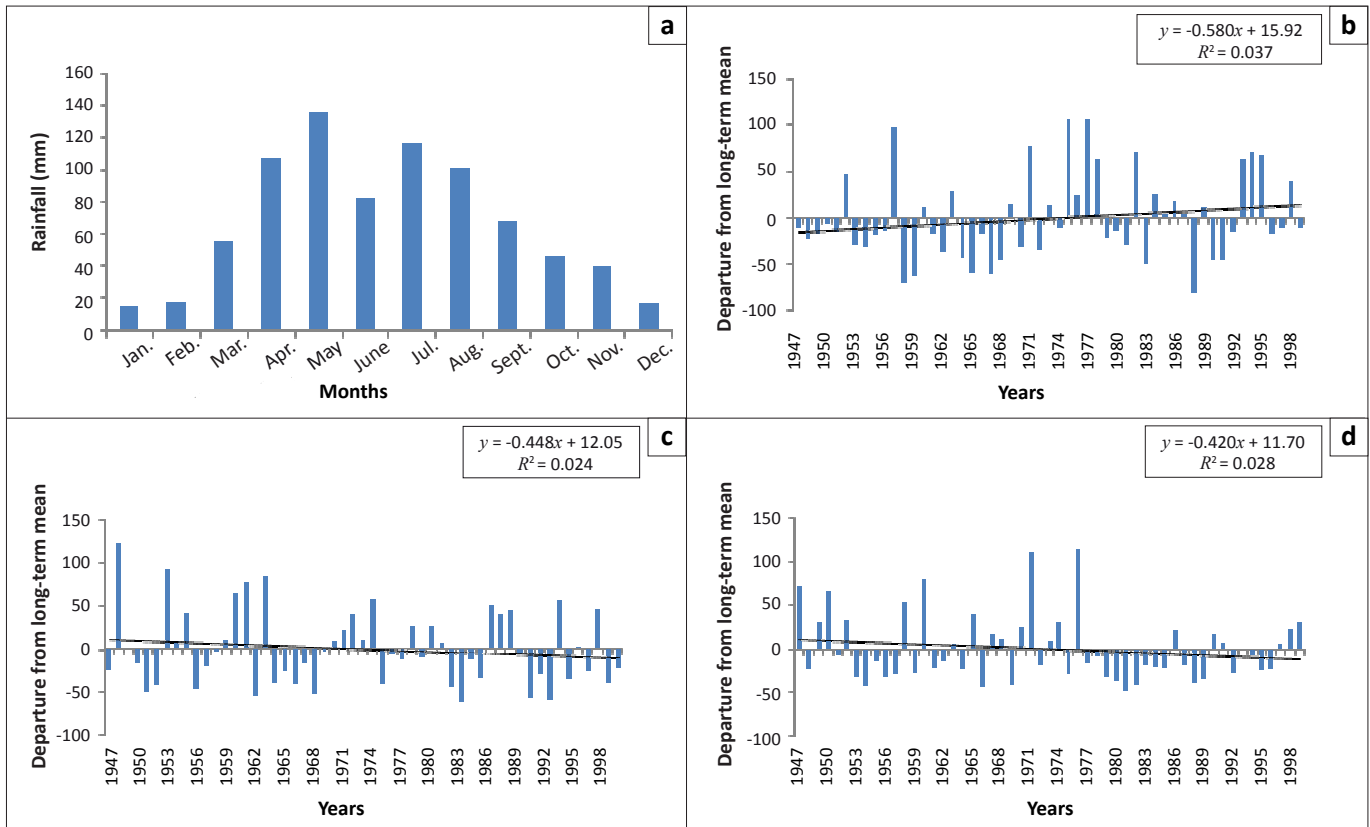 a
Rainfall (mm)
160
140
120
100
80
60
40
20
0
Jan. Feb. Mar. Apr. May June Jul. Aug. Sept. Oct. Nov. Dec.
Months
b
y = -0.580x + 15.92
R² = 0.037
Departure from long-term mean
150
100
50
0
-50
-100
1947 1950 1953 1956 1959 1962 1965 1968 1971 1974 1977 1980 1983 1986 1989 1992 1995 1998
Years
c
y = -0.448x + 12.05
R² = 0.024
Departure from long-term mean
150
100
50
0
-50
-100
1947 1950 1953 1956 1959 1962 1965 1968 1971 1974 1977 1980 1983 1986 1989 1992 1995 1998
Years
d
y = -0.420x + 11.70
R² = 0.028
Departure from long-term mean
150
100
50
0
-50
-100
1947 1950 1953 1956 1959 1962 1965 1968 1971 1974 1977 1980 1983 1986 1989 1992 1995 1998
Years